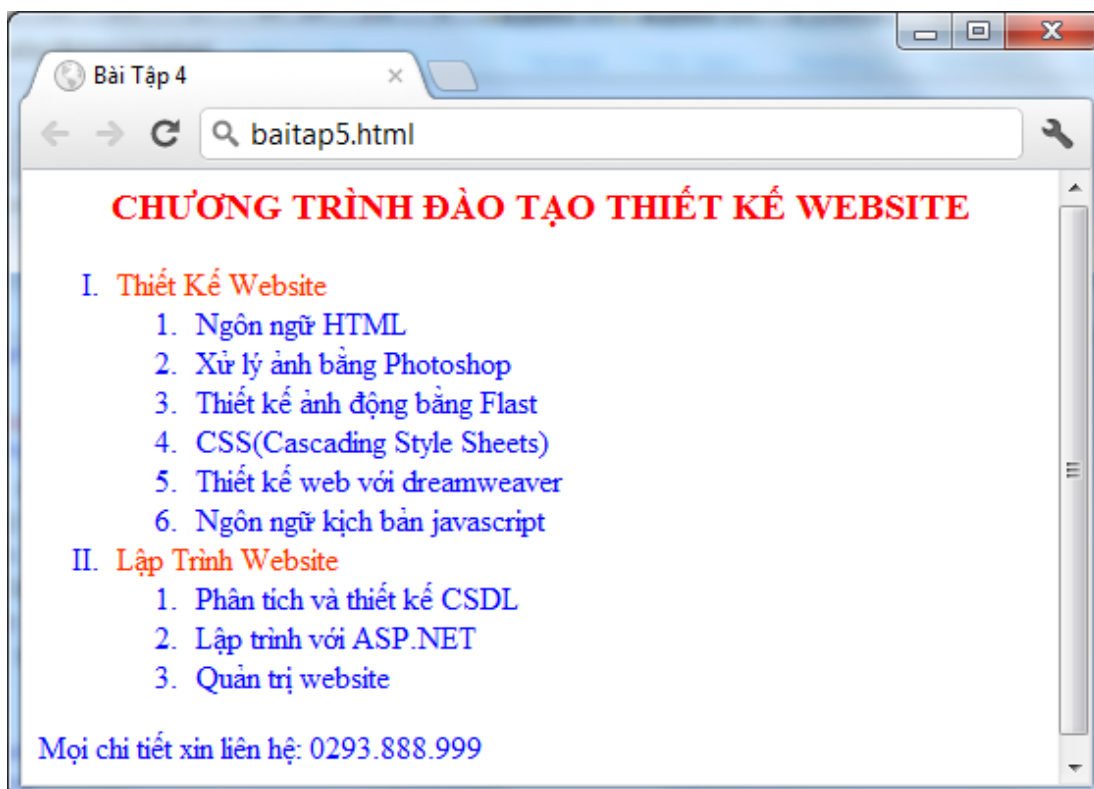 Bài Tập 4
baitap5.html
CHƯƠNG TRÌNH ĐÀO TẠO THIẾT KẾ WEBSITE
I. Thiết Kế Website
1. Ngôn ngữ HTML
2. Xử lý ảnh bằng Photoshop
3. Thiết kế ảnh động bằng Flast
4. CSS(Cascading Style Sheets)
5. Thiết kế web với dreamweaver
6. Ngôn ngữ kịch bản javascript
II. Lập Trình Website
1. Phân tích và thiết kế CSDL
2. Lập trình với ASP.NET
3. Quản trị website
Mọi chi tiết xin liên hệ: 0293.888.999